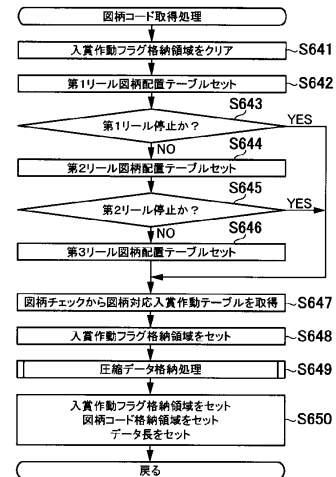 図柄コード取得処理
入賞作動フラグ格納領域をクリア
S641
第1リール図柄配置テーブルセット
S642
S643
第1リール停止か?
YES
NO
S644
第2リール図柄配置テーブルセット
S645
第2リール停止か?
YES
NO
S646
第3リール図柄配置テーブルセット
図柄チェックから図柄対応入賞作動テーブルを取得
S647
入賞作動フラグ格納領域をセット
S648
圧縮データ格納処理
S649
入賞作動フラグ格納領域をセット
図柄コード格納領域をセット
データ長をセット
S650
戻る